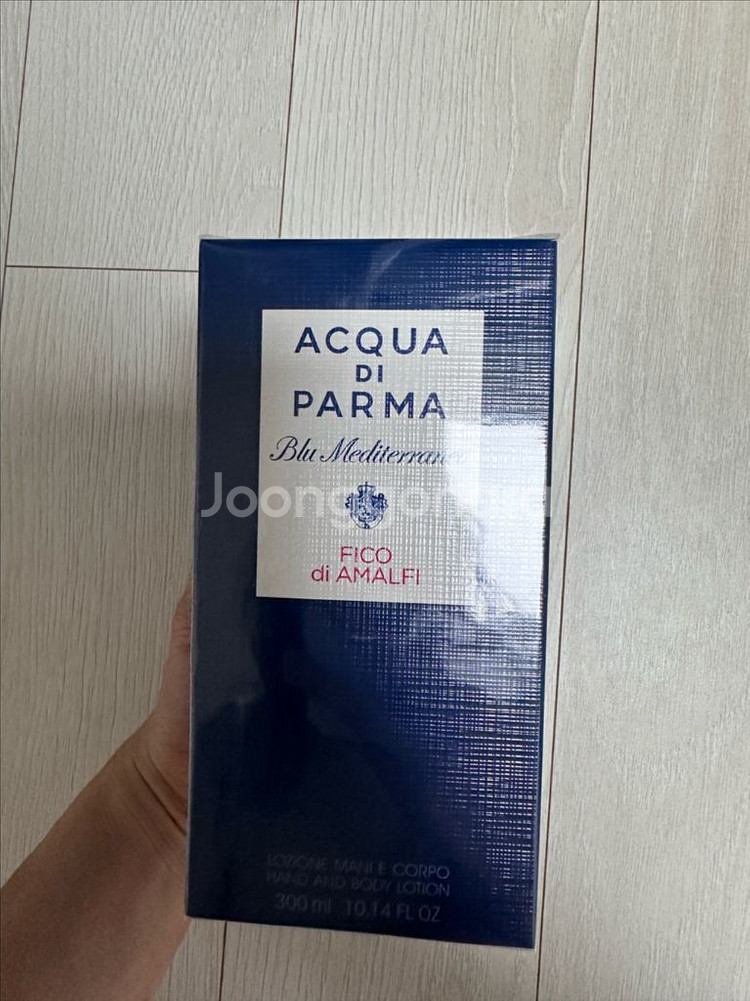 ACQUA
DI
PARMA
Blu Mediterraneo
FICO
di AMALFI
LOZIONE MANI E CORPO
HAND AND BODY LOTION
300 ml 10.14 FL OZ